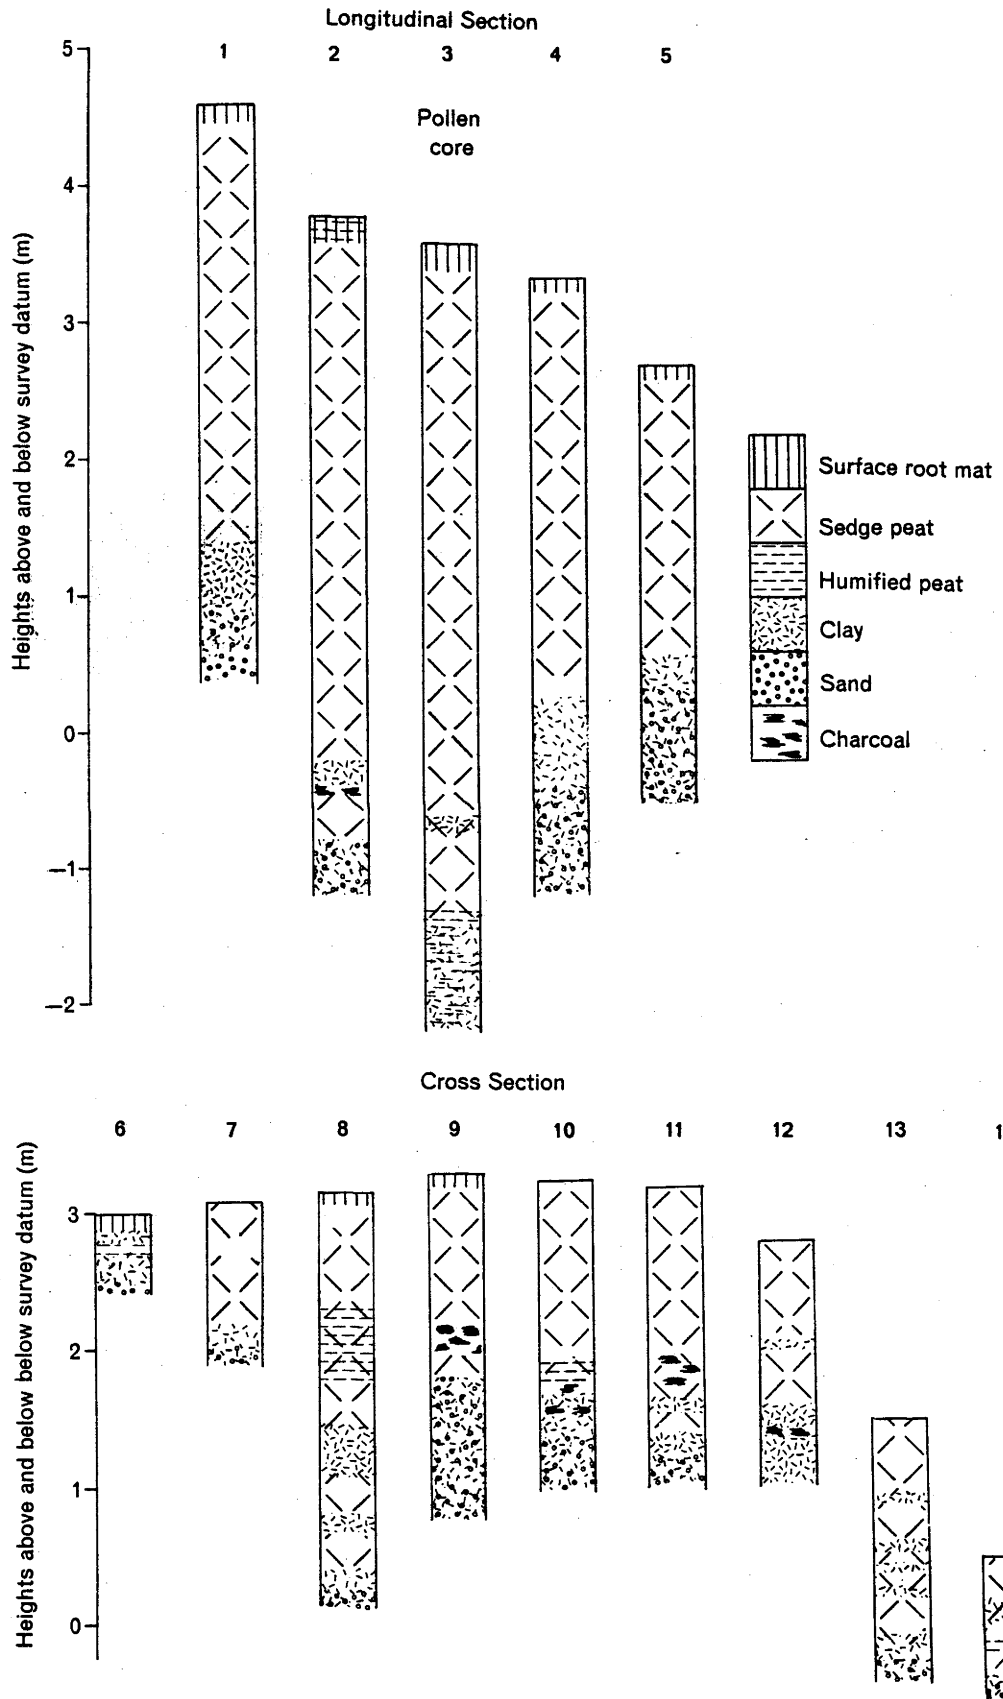 Longitudinal Section
1 2 3 4 5
Pollen
core
5
4
3
2
1
0
−1
−2
Heights above and below survey datum (m)
Surface root mat
Sedge peat
Humified peat
Clay
Sand
Charcoal
Cross Section
6 7 8 9 10 11 12 13
3
2
1
0
Heights above and below below survey datum (m)